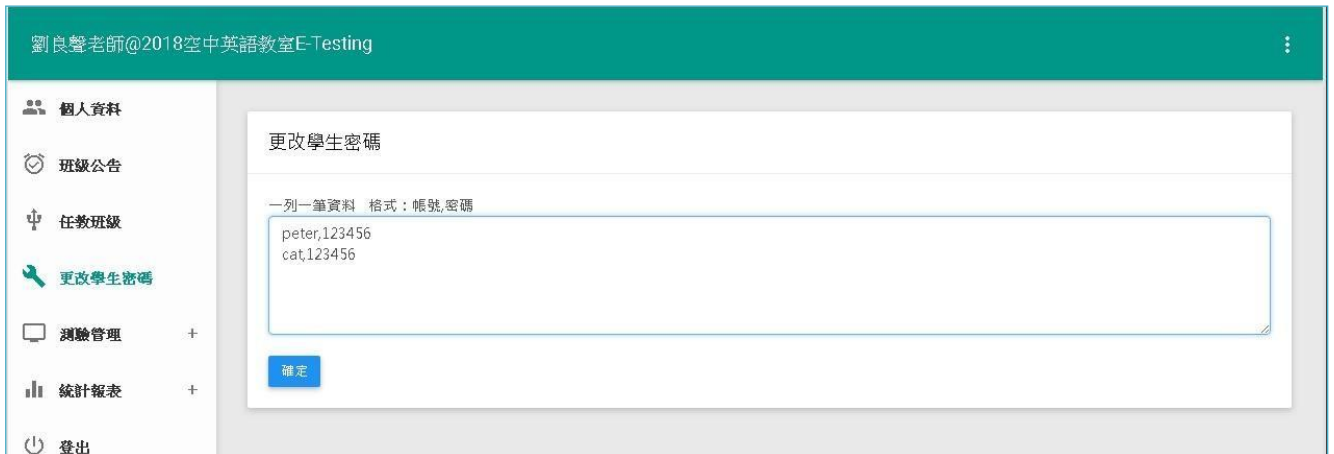 劉良聲老師@2018空中英語教室E-Testing
個人資料
班級公告
任教班級
更改學生密碼
測驗管理 +
統計報表 +
登出
更改學生密碼
一列一筆資料 格式：帳號,密碼
peter,123456
cat,123456
確定